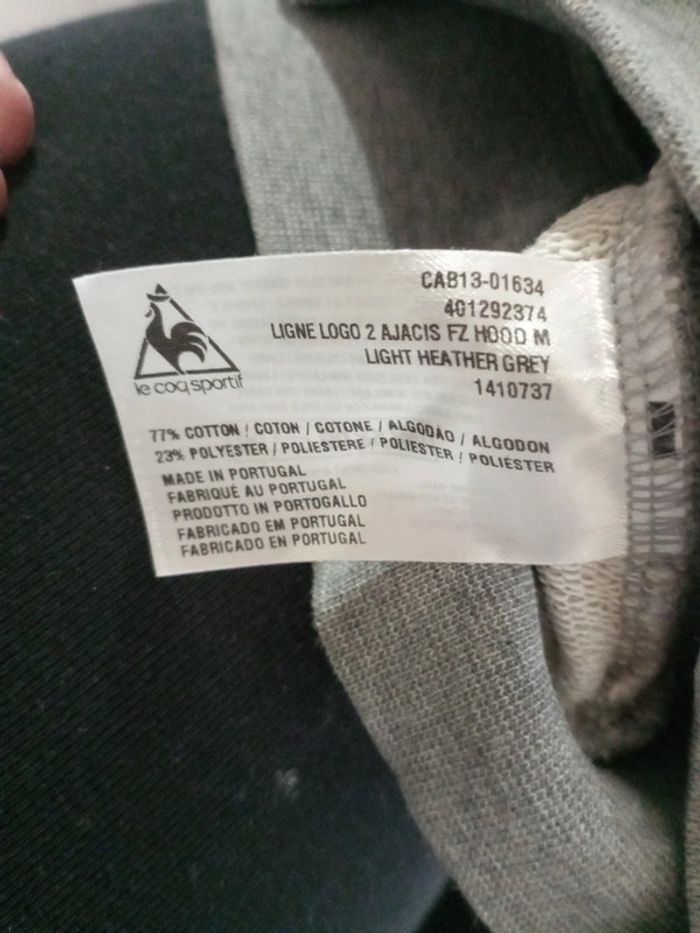 CAB13-01634
401292374
LIGNE LOGO 2 AJACIS FZ HOOD M
LIGHT HEATHER GREY
1410737
le coq sportif
77% COTTON / COTON / COTONE / ALGODÃO / ALGODON
23% POLYESTER / POLIESTERE / POLIESTER / POLIÉSTER
MADE IN PORTUGAL
FABRIQUÉ AU PORTUGAL
PRODOTTO IN PORTOGALLO
FABRICADO EM PORTUGAL
FABRICADO EN PORTUGAL